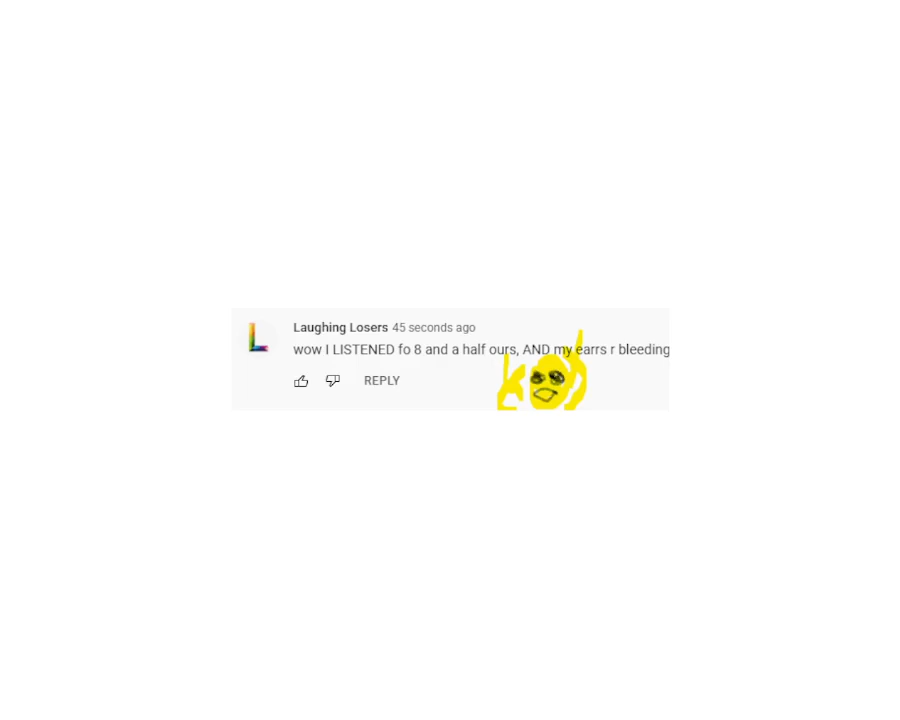 Laughing Losers 45 seconds ago
wow I LISTENED fo 8 and a half ours, AND my earrs r bleeding
REPLY